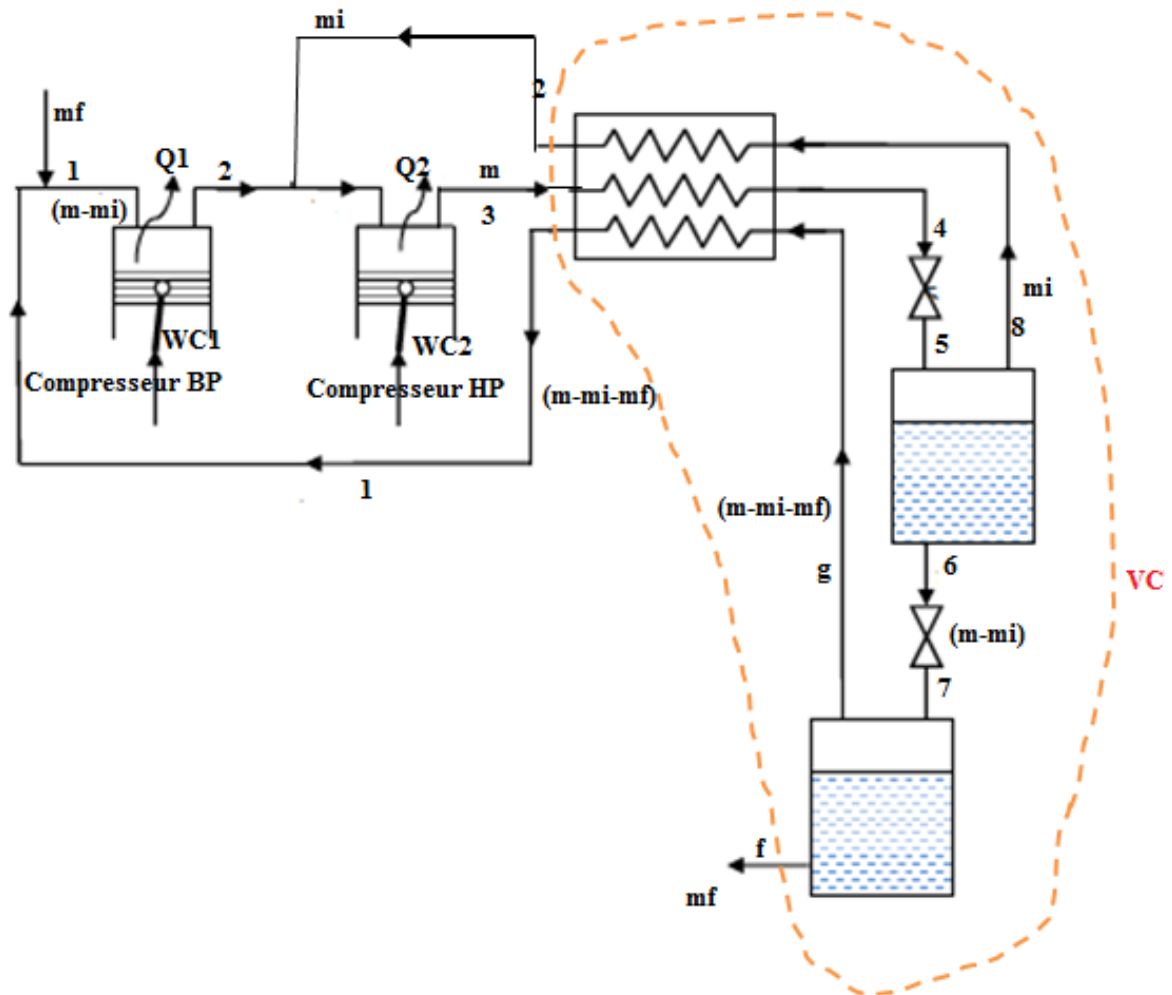 mi
2
mf
1
Q1
2
Q2
m
3
4
(m-mi)
mi
5
8
WC1
WC2
Compresseur BP
Compresseur HP
(m-mi-mf)
1
(m-mi-mf)
6
g
VC
(m-mi)
7
f
mf